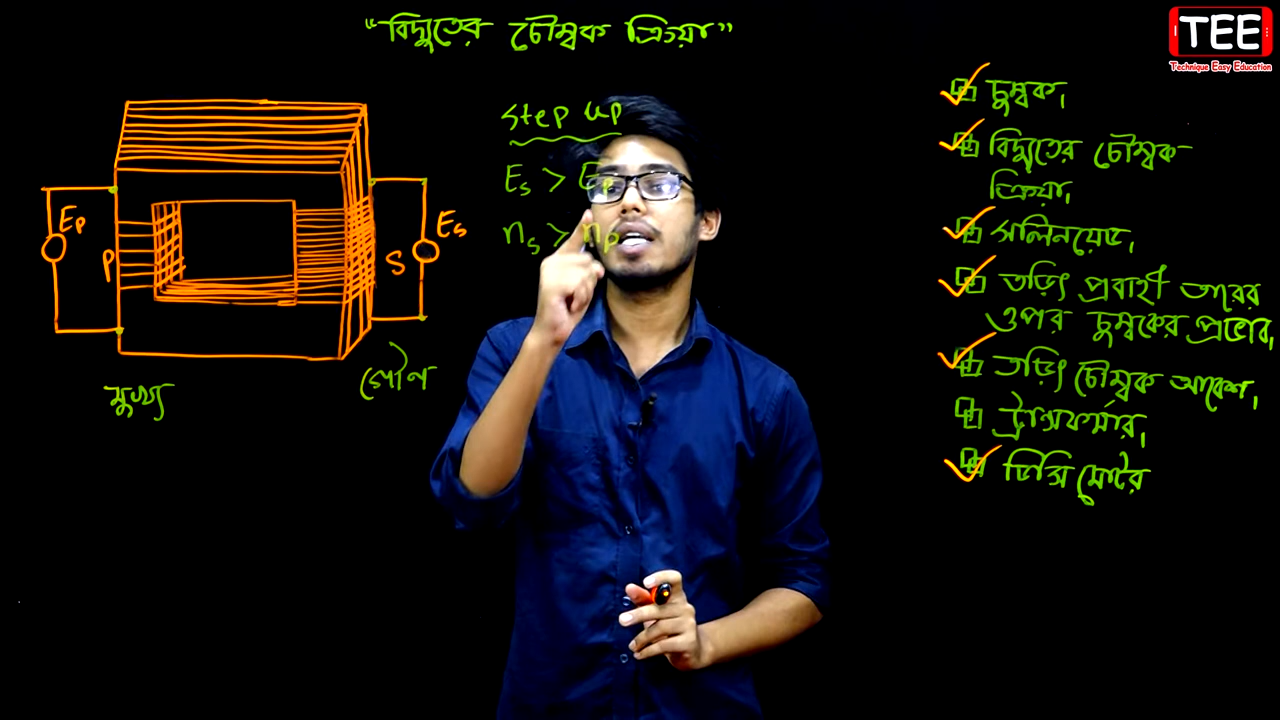 "বিদ্যুতের চৌম্বক ক্রিয়া"
TEE
Technique Easy Education
Step up
Es > Ep
ns > np
Ep
P
S
Es
মুখ্য
গৌণ
চুম্বক।
বিদ্যুতের চৌম্বক
ক্রিয়া।
সলিনয়েড।
তড়িৎ প্রবাহী তারের
ওপর চুম্বকের প্রভাব।
তড়িৎ চৌম্বক আবেশ।
ট্রান্সফর্মার।
ডিসি মোটর